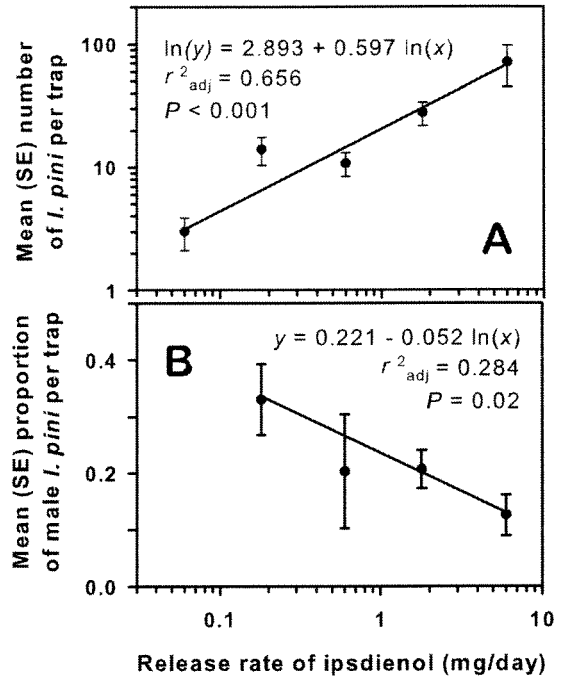 Mean (SE) number
of I. pini per trap
100
10
1
ln(y) = 2.893 + 0.597 ln(x)
r²adj = 0.656
P < 0.001
A
Mean (SE) proportion
of male I. pini per trap
0.4
0.2
0.0
B
y = 0.221 - 0.052 ln(x)
r²adj = 0.284
P = 0.02
0.1
1
10
Release rate of ipsdienol (mg/day)